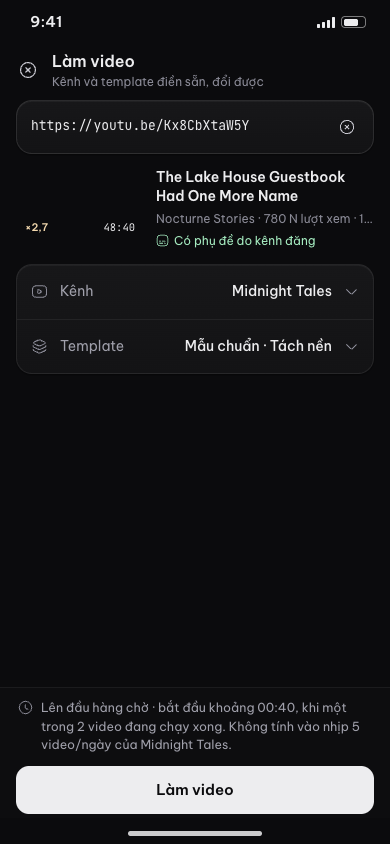 9:41
Làm video
Kênh và template điền sẵn, đổi được
https://youtu.be/Kx8CbXtaW5Y
The Lake House Guestbook
Had One More Name
×2,7
48:40
Nocturne Stories · 780 N lượt xem · 1…
Có phụ đề do kênh đăng
Kênh
Midnight Tales
Template
Mẫu chuẩn · Tách nền
Lên đầu hàng chờ · bắt đầu khoảng 00:40, khi một
trong 2 video đang chạy xong. Không tính vào nhịp 5
video/ngày của Midnight Tales.
Làm video